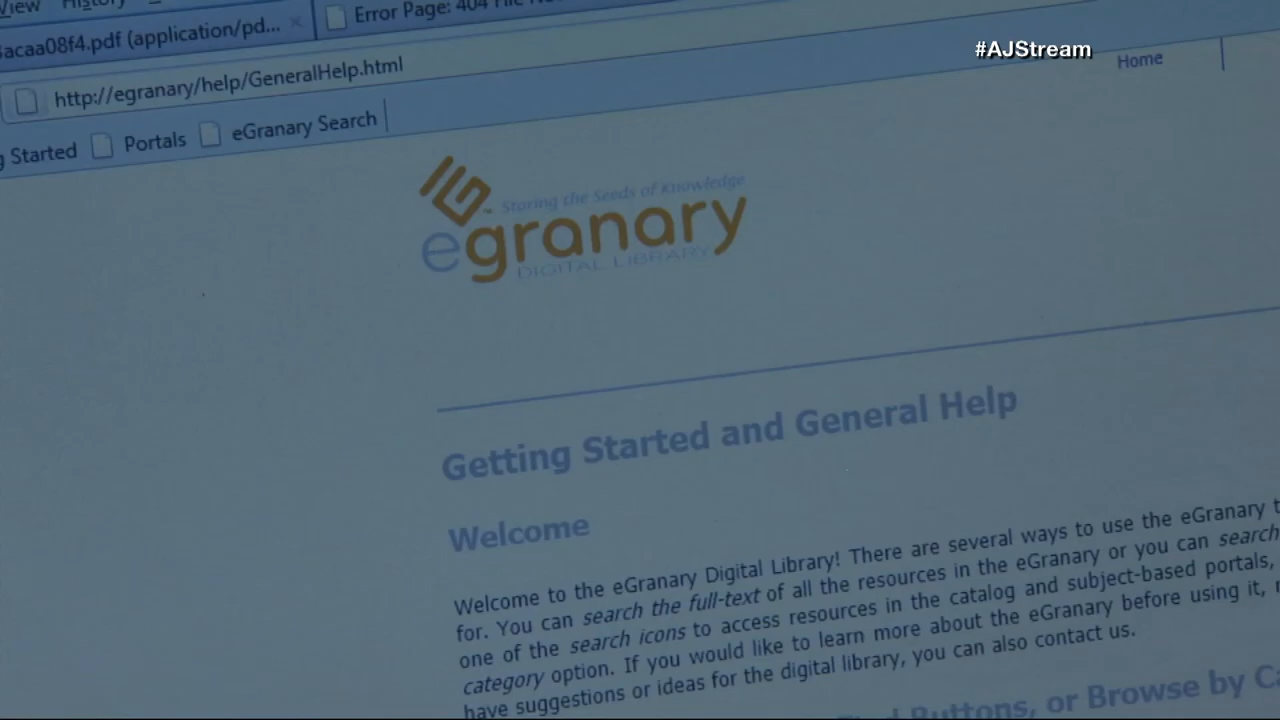 View History
acaa08f4.pdf (application/pd... Error Page: 404 File
#AJStream
http://egranary/help/GeneralHelp.html
Home
Started Portals eGranary Search
Storing the Seeds of Knowledge
egranary
DIGITAL LIBRARY
Getting Started and General Help
Welcome
Welcome to the eGranary Digital Library! There are several ways to use the eGranary
for. You can search the full-text of all the resources in the eGranary or you can search
one of the search icons to access resources in the catalog and subject-based portals,
category option. If you would like to learn more about the eGranary before using it,
have suggestions or ideas for the digital library, you can also contact us.
Buttons, or Browse by